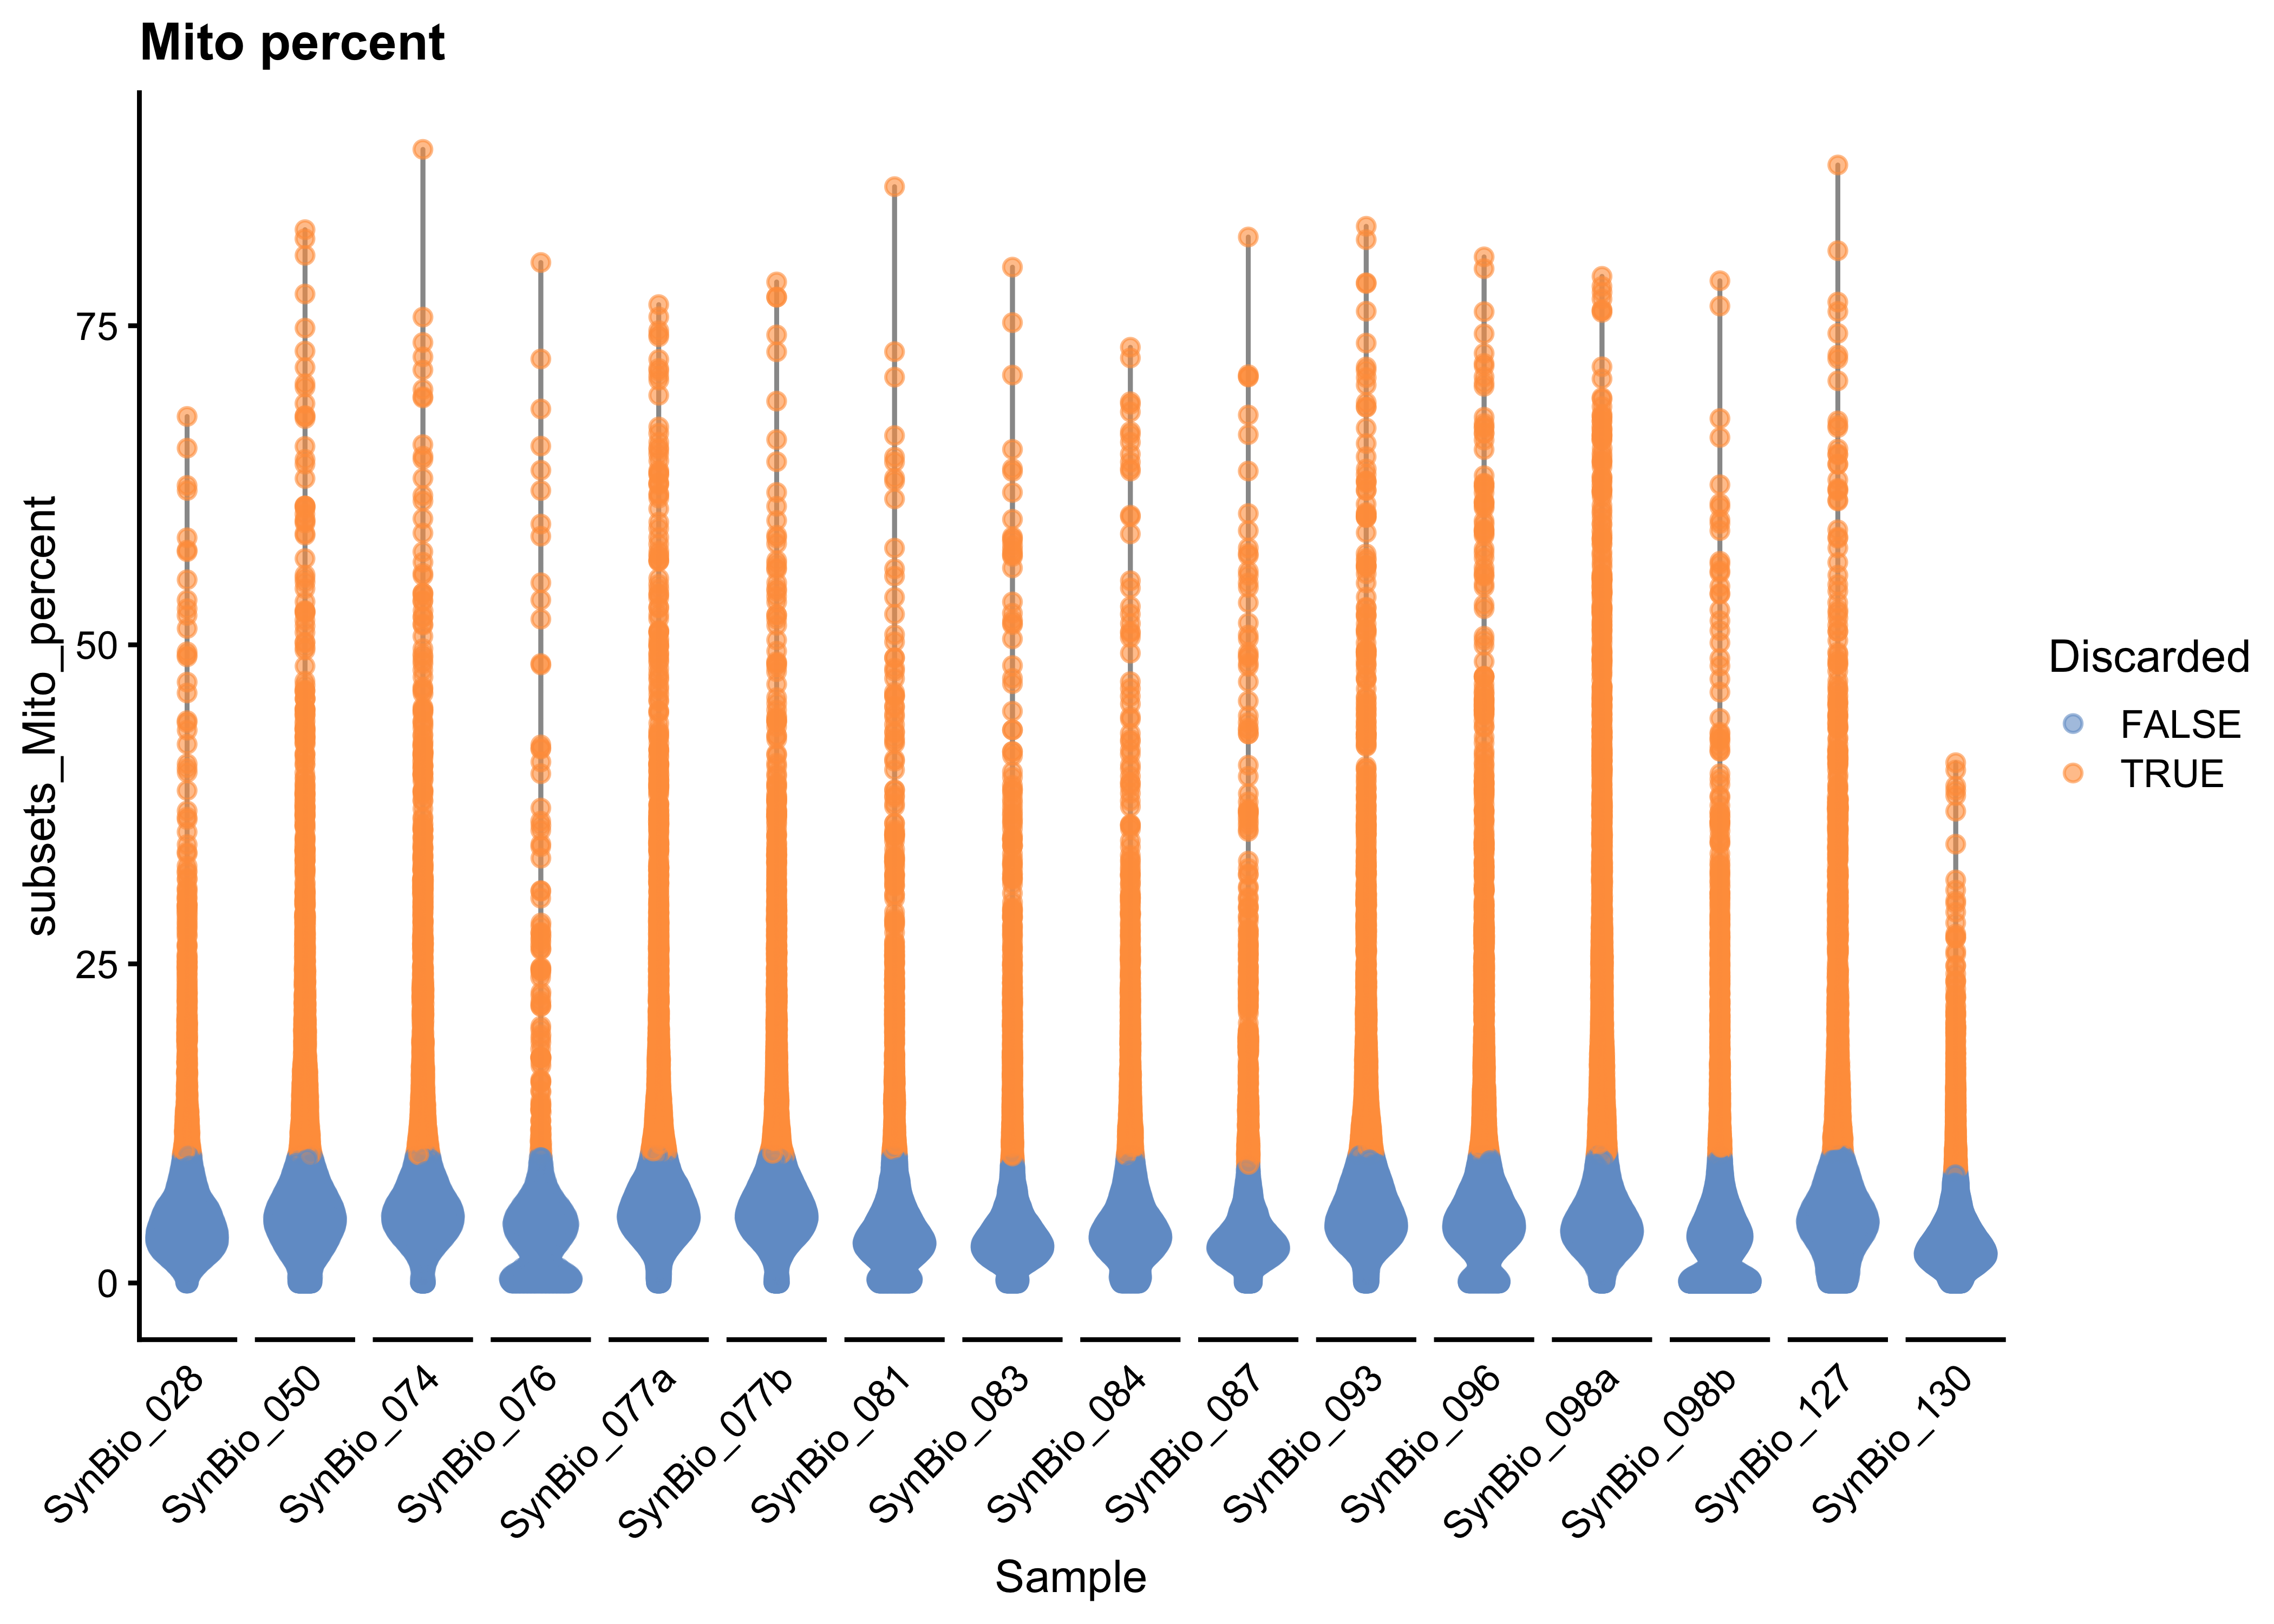 Mito percent
subsets_Mito_percent
75
50
25
0
SynBio_028
SynBio_050
SynBio_074
SynBio_076
SynBio_077a
SynBio_077b
SynBio_081
SynBio_083
SynBio_084
SynBio_087
SynBio_093
SynBio_096
SynBio_098a
SynBio_098b
SynBio_127
SynBio_130
Sample
Discarded
FALSE
TRUE